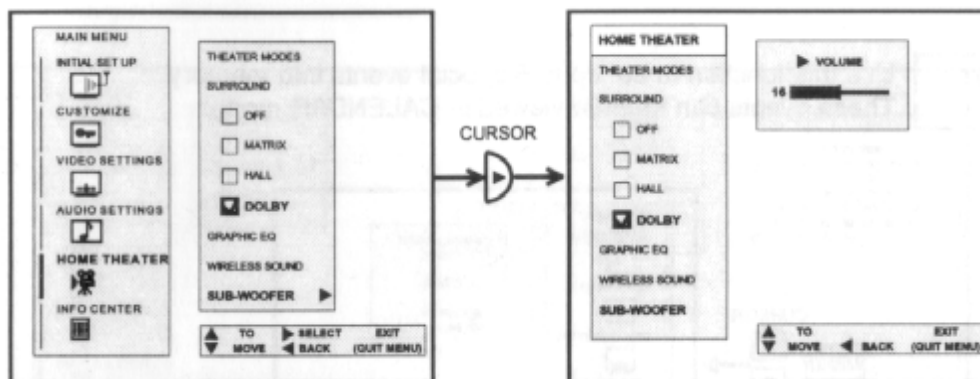 MAIN MENU
INITIAL SET UP
CUSTOMIZE
VIDEO SETTINGS
AUDIO SETTINGS
HOME THEATER
INFO CENTER
THEATER MODES
SURROUND
OFF
MATRIX
HALL
DOLBY
GRAPHIC EQ
WIRELESS SOUND
SUB-WOOFER
TO SELECT EXIT
MOVE BACK (QUIT MENU)
CURSOR
HOME THEATER
THEATER MODES
SURROUND
OFF
MATRIX
HALL
DOLBY
GRAPHIC EQ
WIRELESS SOUND
SUB-WOOFER
VOLUME
16
TO EXIT
MOVE BACK (QUIT MENU)